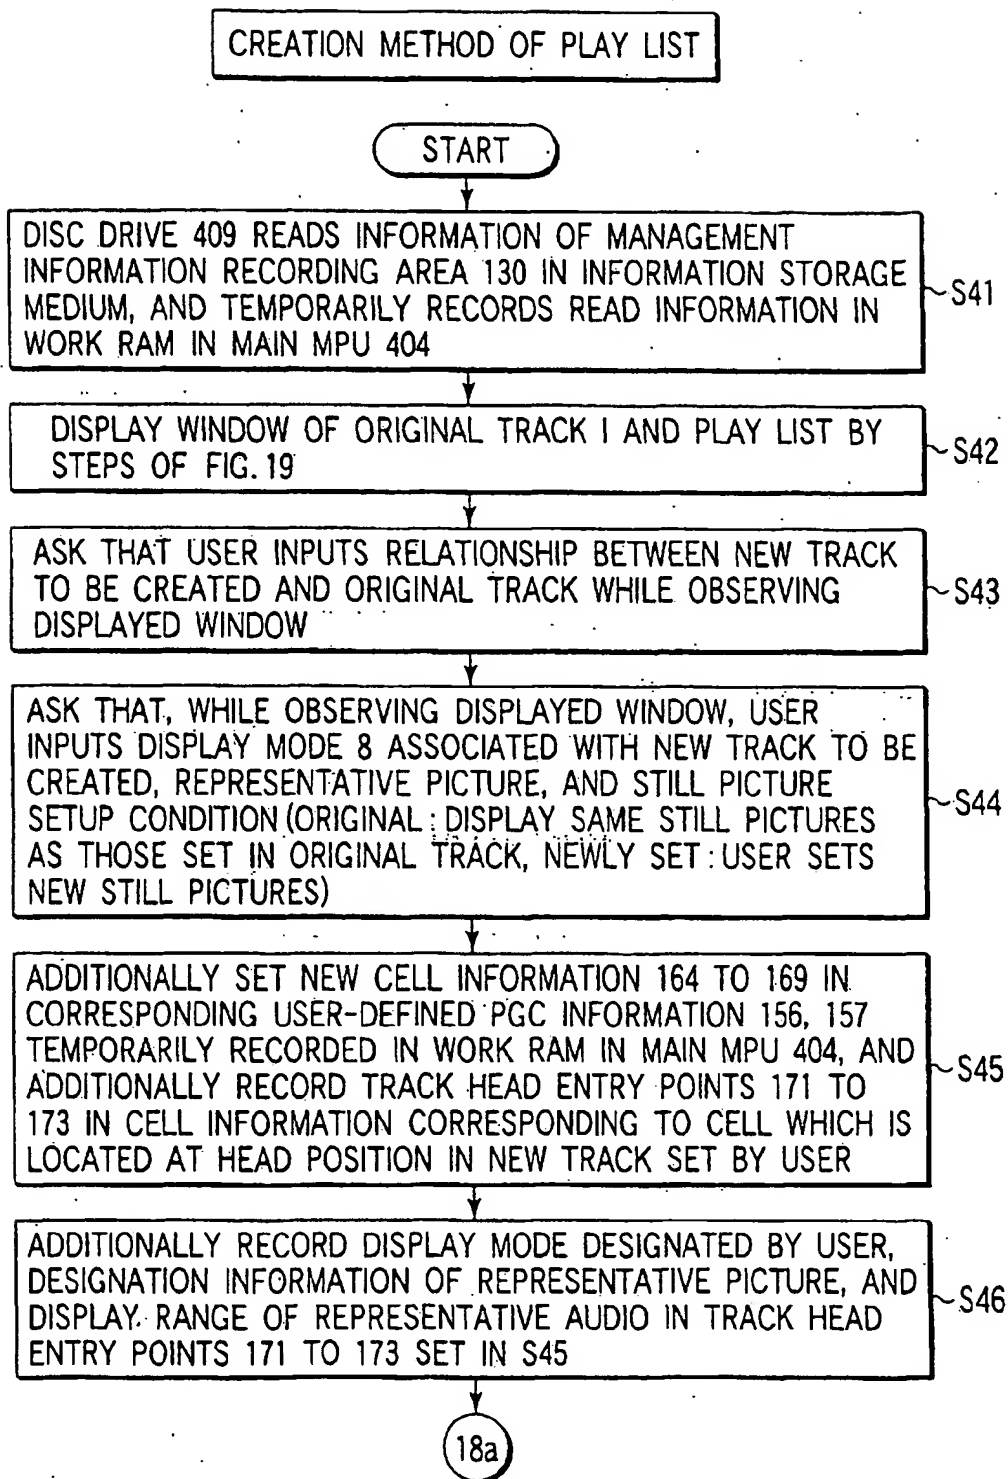 CREATION METHOD OF PLAY LIST
START
DISC DRIVE 409 READS INFORMATION OF MANAGEMENT
INFORMATION RECORDING AREA 130 IN INFORMATION STORAGE
MEDIUM, AND TEMPORARILY RECORDS READ INFORMATION IN
WORK RAM IN MAIN MPU 404
S41
DISPLAY WINDOW OF ORIGINAL TRACK I AND PLAY LIST BY
STEPS OF FIG. 19
S42
ASK THAT USER INPUTS RELATIONSHIP BETWEEN NEW TRACK
TO BE CREATED AND ORIGINAL TRACK WHILE OBSERVING
DISPLAYED WINDOW
S43
ASK THAT, WHILE OBSERVING DISPLAYED WINDOW, USER
INPUTS DISPLAY MODE 8 ASSOCIATED WITH NEW TRACK TO BE
CREATED, REPRESENTATIVE PICTURE, AND STILL PICTURE
SETUP CONDITION (ORIGINAL : DISPLAY SAME STILL PICTURES
AS THOSE SET IN ORIGINAL TRACK, NEWLY SET : USER SETS
NEW STILL PICTURES)
S44
ADDITIONALLY SET NEW CELL INFORMATION 164 TO 169 IN
CORRESPONDING USER-DEFINED PGC INFORMATION 156, 157
TEMPORARILY RECORDED IN WORK RAM IN MAIN MPU 404, AND
ADDITIONALLY RECORD TRACK HEAD ENTRY POINTS 171 TO
173 IN CELL INFORMATION CORRESPONDING TO CELL WHICH IS
LOCATED AT HEAD POSITION IN NEW TRACK SET BY USER
S45
ADDITIONALLY RECORD DISPLAY MODE DESIGNATED BY USER,
DESIGNATION INFORMATION OF REPRESENTATIVE PICTURE, AND
DISPLAY RANGE OF REPRESENTATIVE AUDIO IN TRACK HEAD
ENTRY POINTS 171 TO 173 SET IN S45
S46
18a